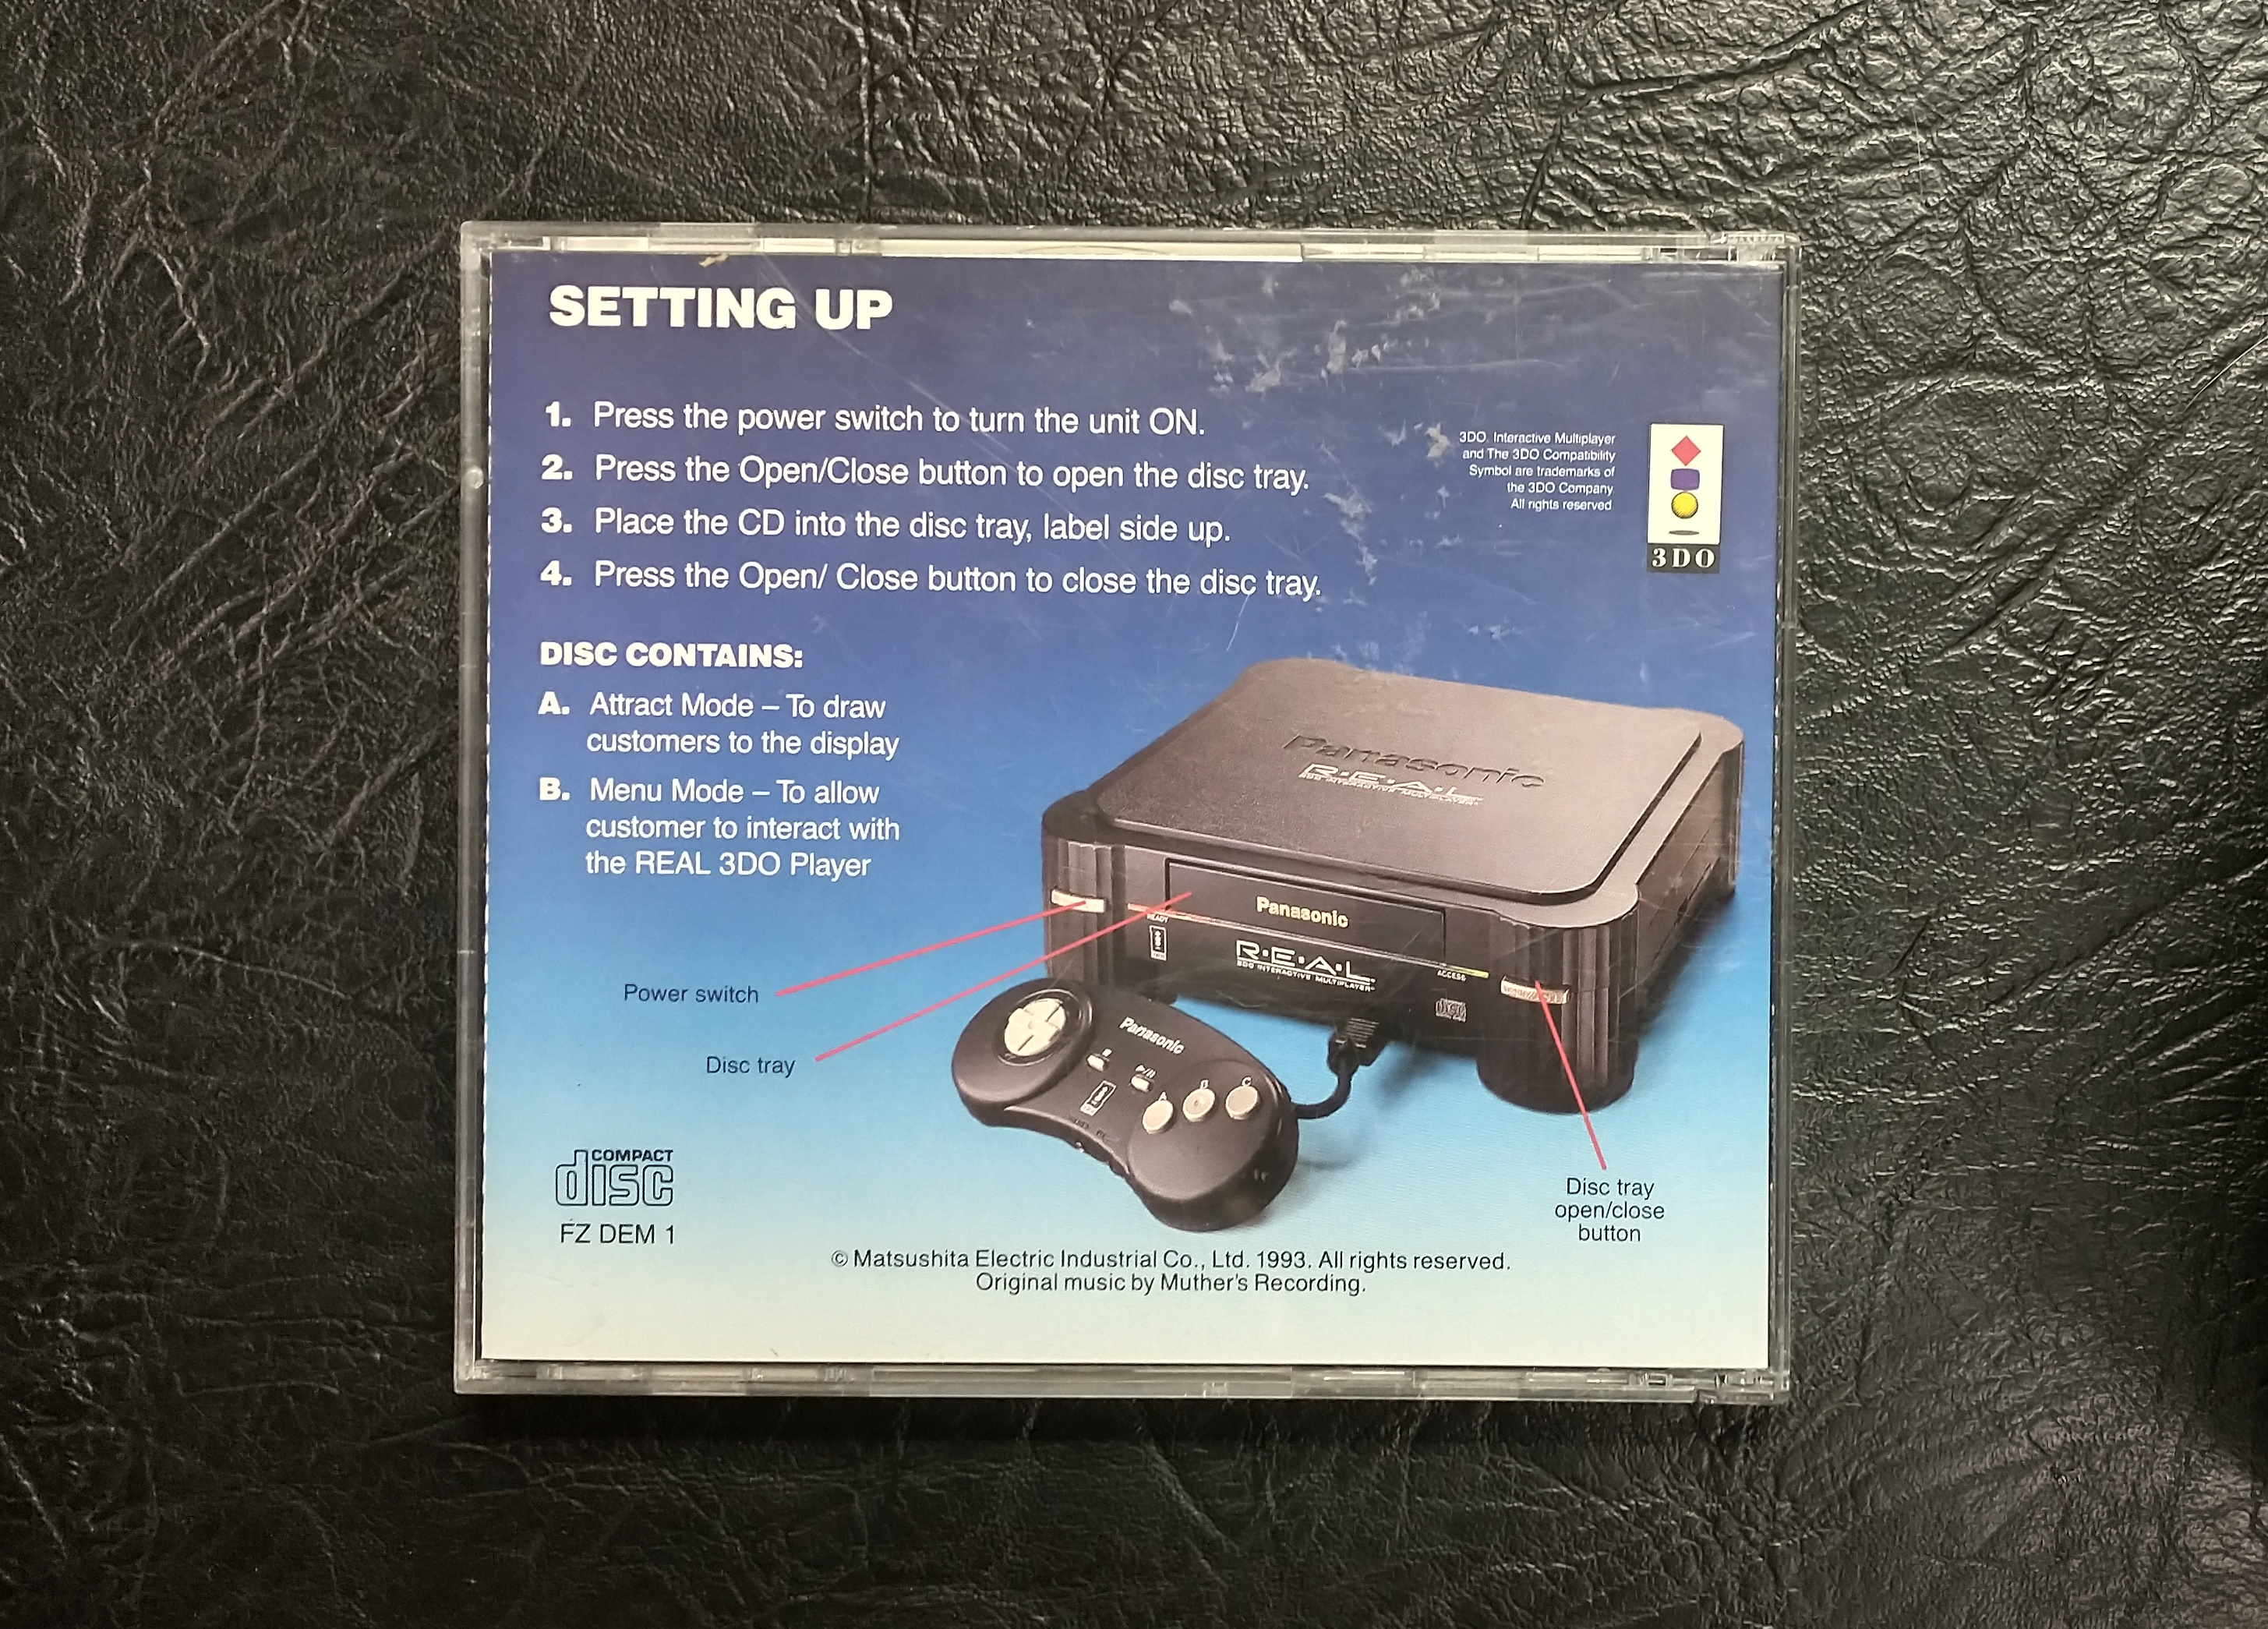 SETTING UP
1. Press the power switch to turn the unit ON.
2. Press the Open/Close button to open the disc tray.
3. Place the CD into the disc tray, label side up.
4. Press the Open/ Close button to close the disc tray.
3DO, Interactive Multiplayer
and The 3DO Compatibility
Symbol are trademarks of
the 3DO Company
All rights reserved
3DO
DISC CONTAINS:
A. Attract Mode – To draw
customers to the display
B. Menu Mode – To allow
customer to interact with
the REAL 3DO Player
Panasonic
R·E·A·L
3DO INTERACTIVE MULTIPLAYER
Panasonic
READY
R·E·A·L
3DO INTERACTIVE MULTIPLAYER
ACCESS
disc
Power switch
Disc tray
Panasonic
A B C
Disc tray
open/close
button
COMPACT
disc
FZ DEM 1
© Matsushita Electric Industrial Co., Ltd. 1993. All rights reserved.
Original music by Muther's Recording.